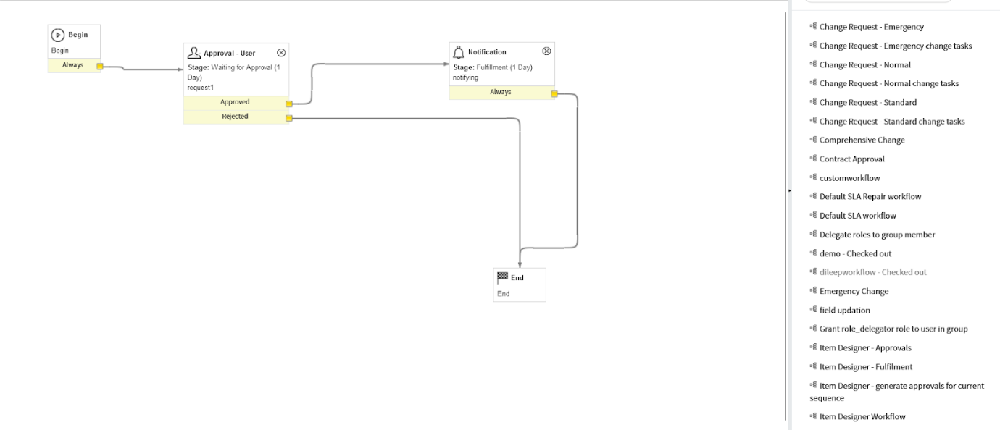 Begin
Begin
Always
Approval - User
Stage: Waiting for Approval (1
Day)
request1
Approved
Rejected
Notification
Stage: Fulfillment (1 Day)
notifying
Always
End
End
Change Request - Emergency
Change Request - Emergency change tasks
Change Request - Normal
Change Request - Normal change tasks
Change Request - Standard
Change Request - Standard change tasks
Comprehensive Change
Contract Approval
customworkflow
Default SLA Repair workflow
Default SLA workflow
Delegate roles to group member
demo - Checked out
dileepworkflow - Checked out
Emergency Change
field updation
Grant role_delegator role to user in group
Item Designer - Approvals
Item Designer - Fulfilment
Item Designer - generate approvals for current
sequence
Item Designer Workflow